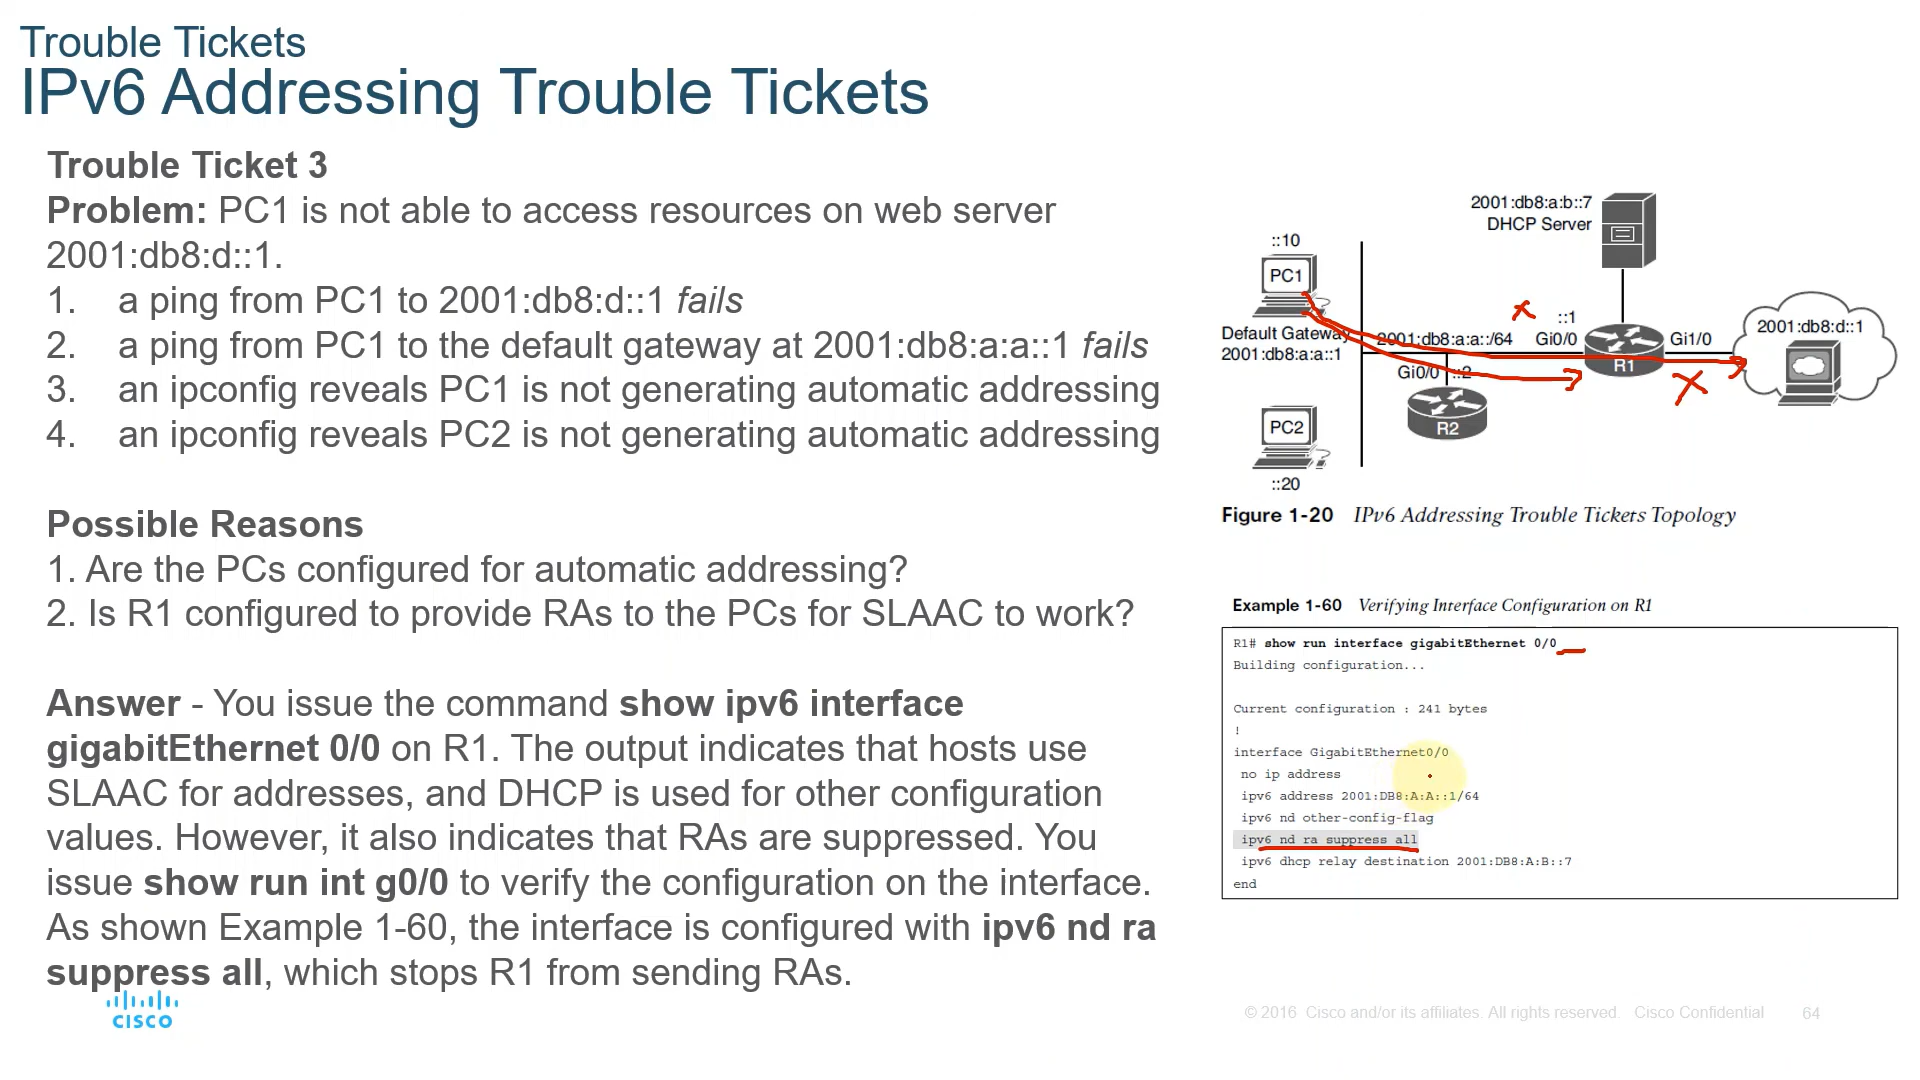 Trouble Tickets
IPv6 Addressing Trouble Tickets
Trouble Ticket 3
Problem: PC1 is not able to access resources on web server
2001:db8:d::1.
1. a ping from PC1 to 2001:db8:d::1 fails
2. a ping from PC1 to the default gateway at 2001:db8:a:a::1 fails
3. an ipconfig reveals PC1 is not generating automatic addressing
4. an ipconfig reveals PC2 is not generating automatic addressing
Possible Reasons
1. Are the PCs configured for automatic addressing?
2. Is R1 configured to provide RAs to the PCs for SLAAC to work?
Answer - You issue the command show ipv6 interface
gigabitEthernet 0/0 on R1. The output indicates that hosts use
SLAAC for addresses, and DHCP is used for other configuration
values. However, it also indicates that RAs are suppressed. You
issue show run int g0/0 to verify the configuration on the interface.
As shown Example 1-60, the interface is configured with ipv6 nd ra
suppress all, which stops R1 from sending RAs.
2001:db8:a:b::7
DHCP Server
::10
PC1
Default Gateway
2001:db8:a:a::1
2001:db8:a:a::/64
::1
Gi0/0
R1
Gi1/0
2001:db8:d::1
Gi0/0
::2
R2
PC2
::20
Figure 1-20 IPv6 Addressing Trouble Tickets Topology
Example 1-60 Verifying Interface Configuration on R1
R1# show run interface gigabitEthernet 0/0
Building configuration...
Current configuration : 241 bytes
!
interface GigabitEthernet0/0
no ip address
ipv6 address 2001:DB8:A:A::1/64
ipv6 nd other-config-flag
ipv6 nd ra suppress all
ipv6 dhcp relay destination 2001:DB8:A:B::7
end
CISCO
© 2016 Cisco and/or its affiliates. All rights reserved. Cisco Confidential
64